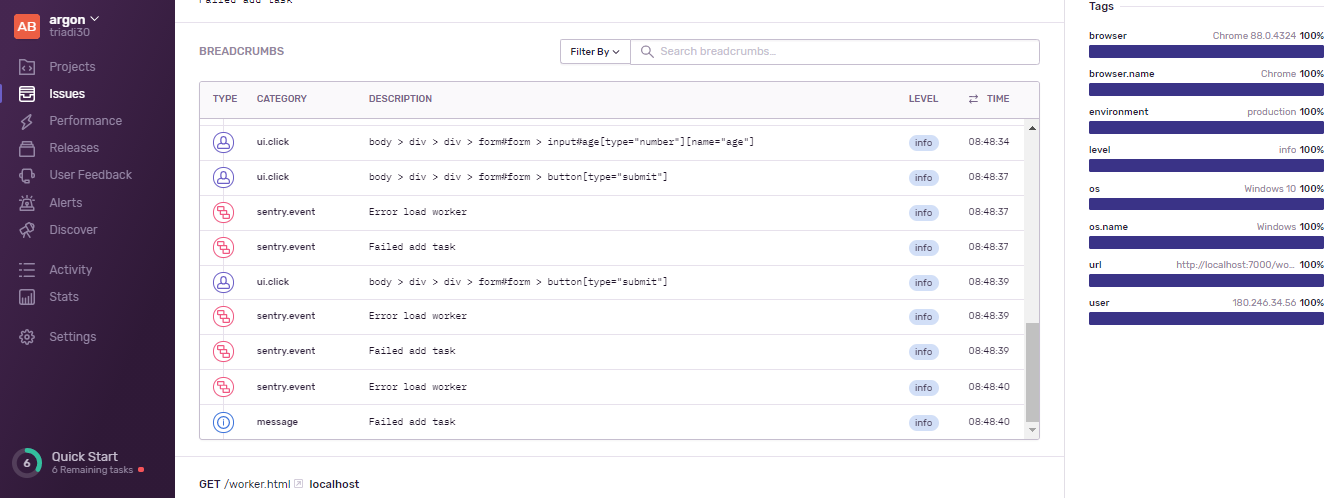 AB argon
triadi30
Projects
Issues
Performance
Releases
User Feedback
Alerts
Discover
Activity
Stats
Settings
6 Quick Start
6 Remaining tasks
Failed add task
BREADCRUMBS Filter By Search breadcrumbs...
TYPE CATEGORY DESCRIPTION LEVEL TIME
ui.click body > div > div > form#form > input#age[type="number"][name="age"] info 08:48:34
ui.click body > div > div > form#form > button[type="submit"] info 08:48:37
sentry.event Error load worker info 08:48:37
sentry.event Failed add task info 08:48:37
ui.click body > div > div > form#form > button[type="submit"] info 08:48:39
sentry.event Error load worker info 08:48:39
sentry.event Failed add task info 08:48:39
sentry.event Error load worker info 08:48:40
message Failed add task info 08:48:40
GET /worker.html localhost
Tags
browser Chrome 88.0.4324 100%
browser.name Chrome 100%
environment production 100%
level info 100%
os Windows 10 100%
os.name Windows 100%
url http://localhost:7000/wo... 100%
user 180.246.34.56 100%